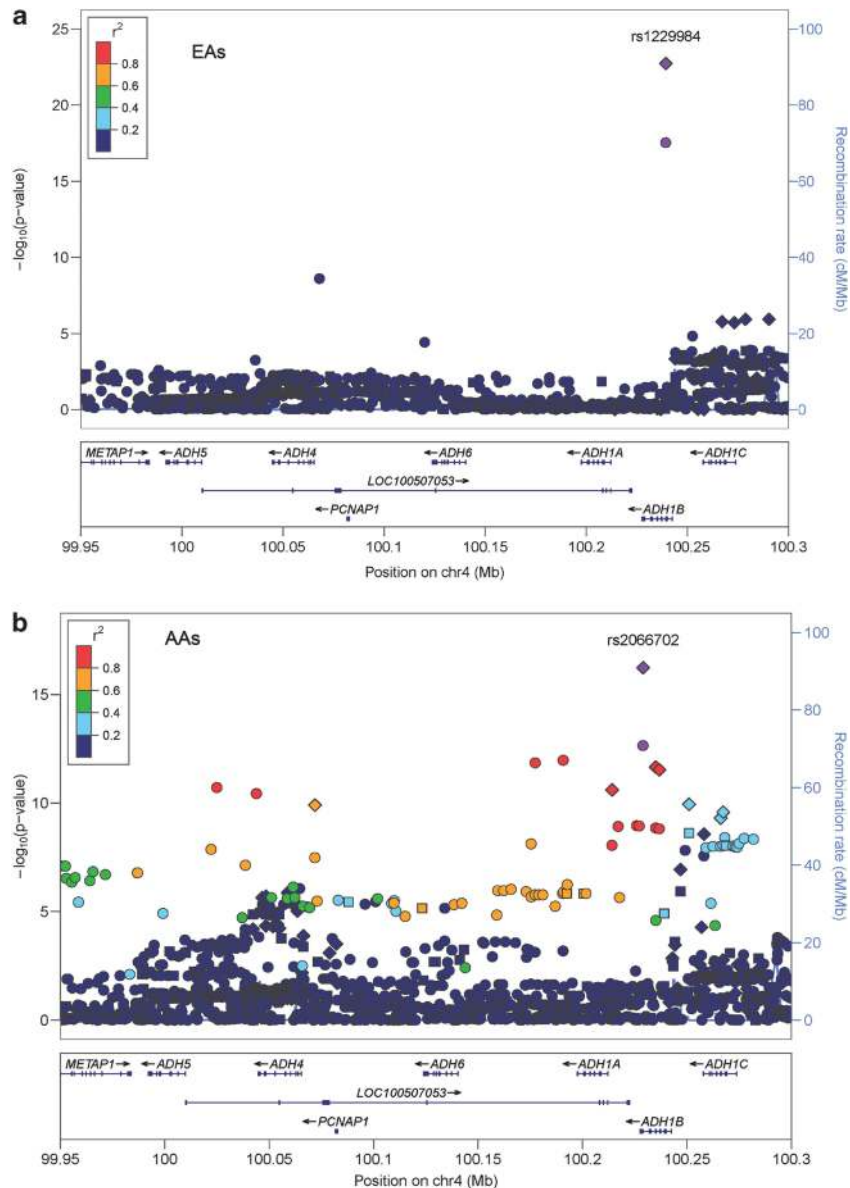 a
EAs
r²
0.8
0.6
0.4
0.2
rs1229984
25
20
15
10
5
0
−log₁₀(p−value)
100
80
60
40
20
0
Recombination rate (cM/Mb)
METAP1→
←ADH5
←ADH4
←ADH6
←ADH1A
←ADH1C
LOC100507053→
←PCNAP1
←ADH1B
99.95
100
100.05
100.1
100.15
100.2
100.25
100.3
Position on chr4 (Mb)
b
AAs
r²
0.8
0.6
0.4
0.2
rs2066702
15
10
5
0
−log₁₀(p−value)
100
80
60
40
20
0
Recombination rate (cM/Mb)
METAP1→
←ADH5
←ADH4
←ADH6
←ADH1A
←ADH1C
LOC100507053→
←PCNAP1
←ADH1B
99.95
100
100.05
100.1
100.15
100.2
100.25
100.3
Position on chr4 (Mb)